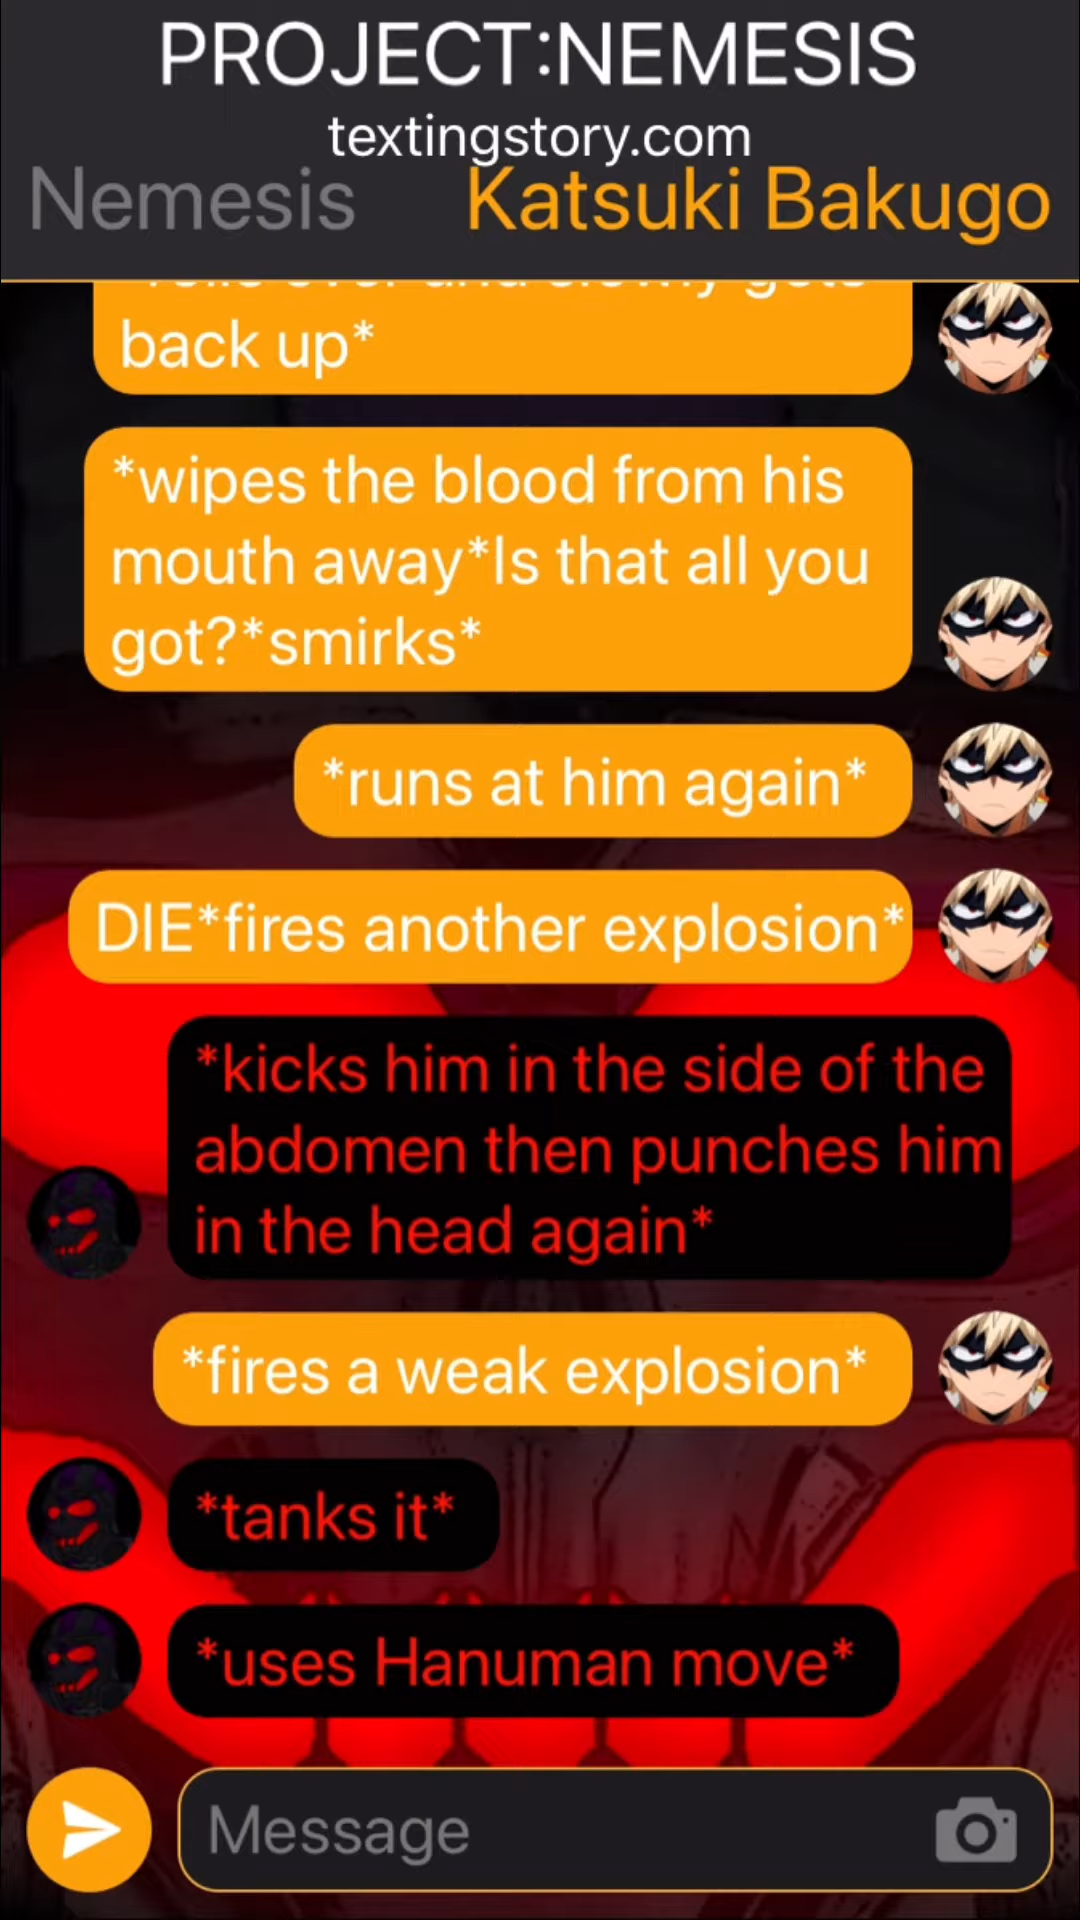 PROJECT:NEMESIS
textingstory.com
Nemesis
Katsuki Bakugo
back up*
*wipes the blood from his
mouth away*Is that all you
got?*smirks*
*runs at him again*
DIE*fires another explosion*
*kicks him in the side of the
abdomen then punches him
in the head again*
*fires a weak explosion*
*tanks it*
*uses Hanuman move*
Message